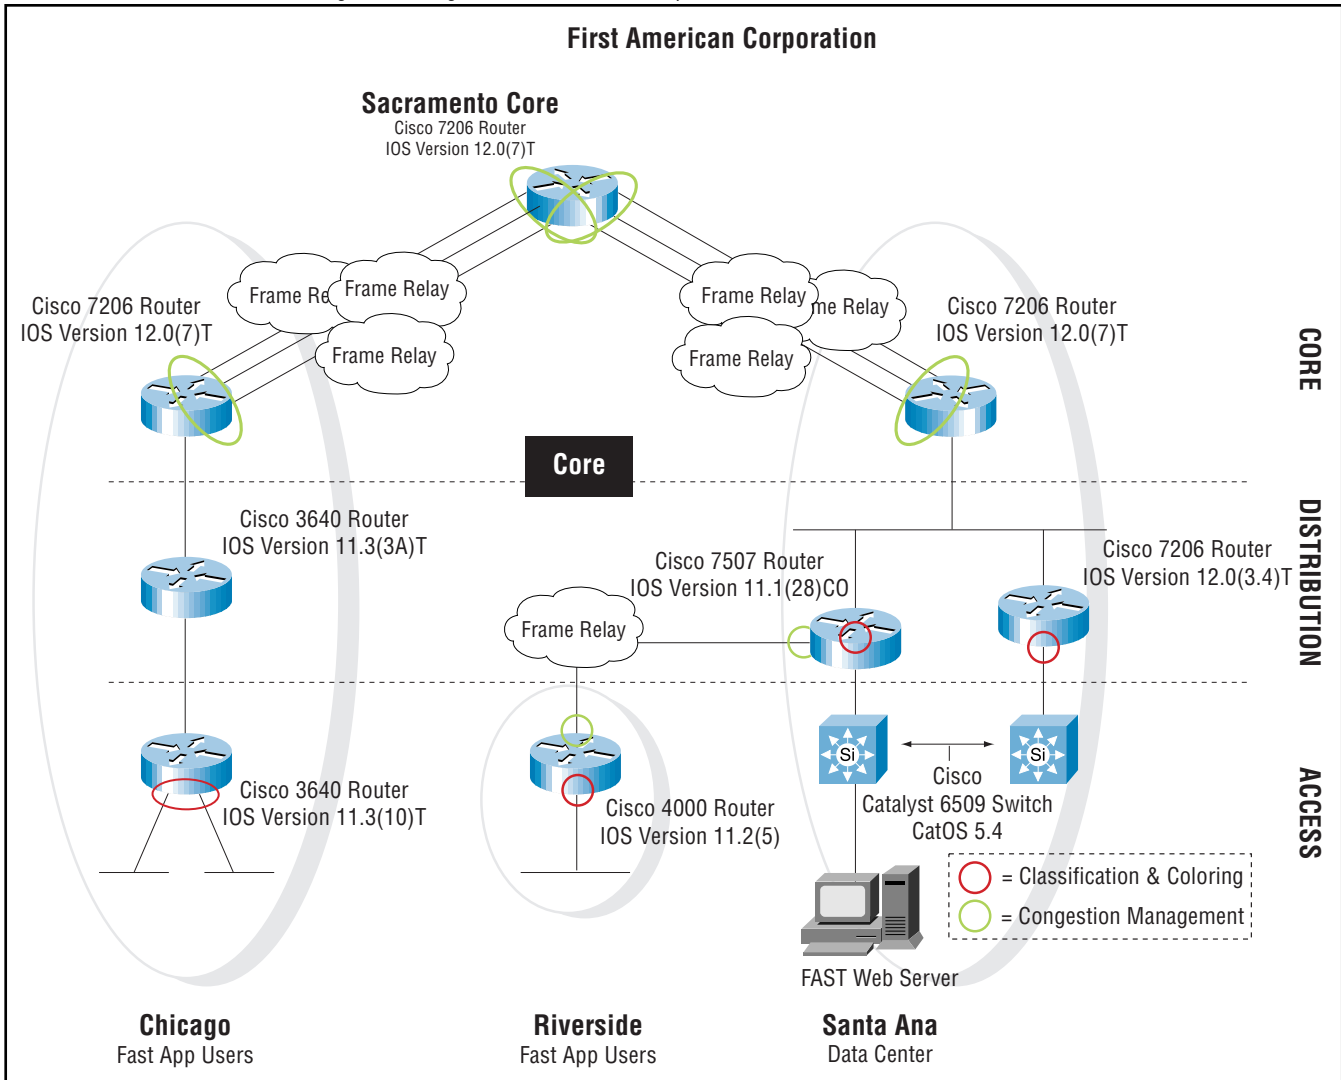 First American Corporation
Sacramento Core
Cisco 7206 Router
IOS Version 12.0(7)T
Frame Re
Frame Relay
Frame Relay
Frame Relay
me Relay
Frame Relay
Cisco 7206 Router
IOS Version 12.0(7)T
Cisco 7206 Router
IOS Version 12.0(7)T
CORE
Core
Cisco 3640 Router
IOS Version 11.3(3A)T
Cisco 7507 Router
IOS Version 11.1(28)CO
Cisco 7206 Router
IOS Version 12.0(3.4)T
DISTRIBUTION
Frame Relay
Si
Si
Cisco
Catalyst 6509 Switch
CatOS 5.4
Cisco 3640 Router
IOS Version 11.3(10)T
Cisco 4000 Router
IOS Version 11.2(5)
ACCESS
= Classification & Coloring
= Congestion Management
FAST Web Server
Chicago
Fast App Users
Riverside
Fast App Users
Santa Ana
Data Center